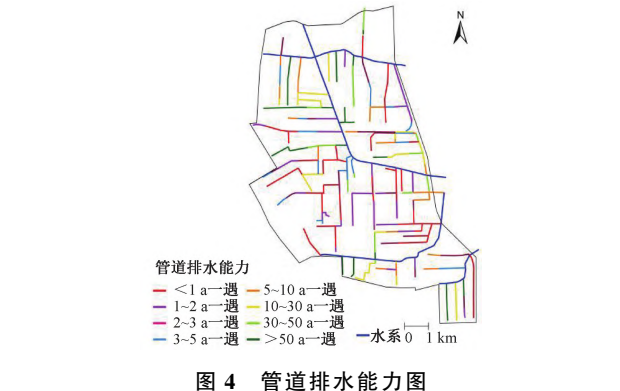 N
管道排水能力
＜1 a一遇
5~10 a一遇
1~2 a一遇
10~30 a一遇
2~3 a一遇
30~50 a一遇
3~5 a一遇
＞50 a一遇
水系
0 1 km
图 4 管道排水能力图